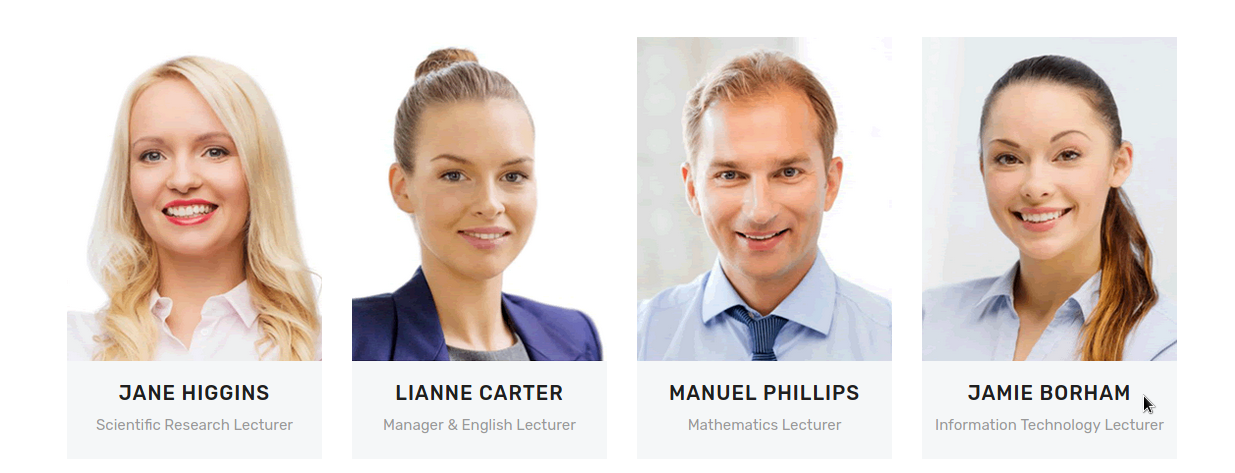 JANE HIGGINS
Scientific Research Lecturer
LIANNE CARTER
Manager & English Lecturer
MANUEL PHILLIPS
Mathematics Lecturer
JAMIE BORHAM
Information Technology Lecturer